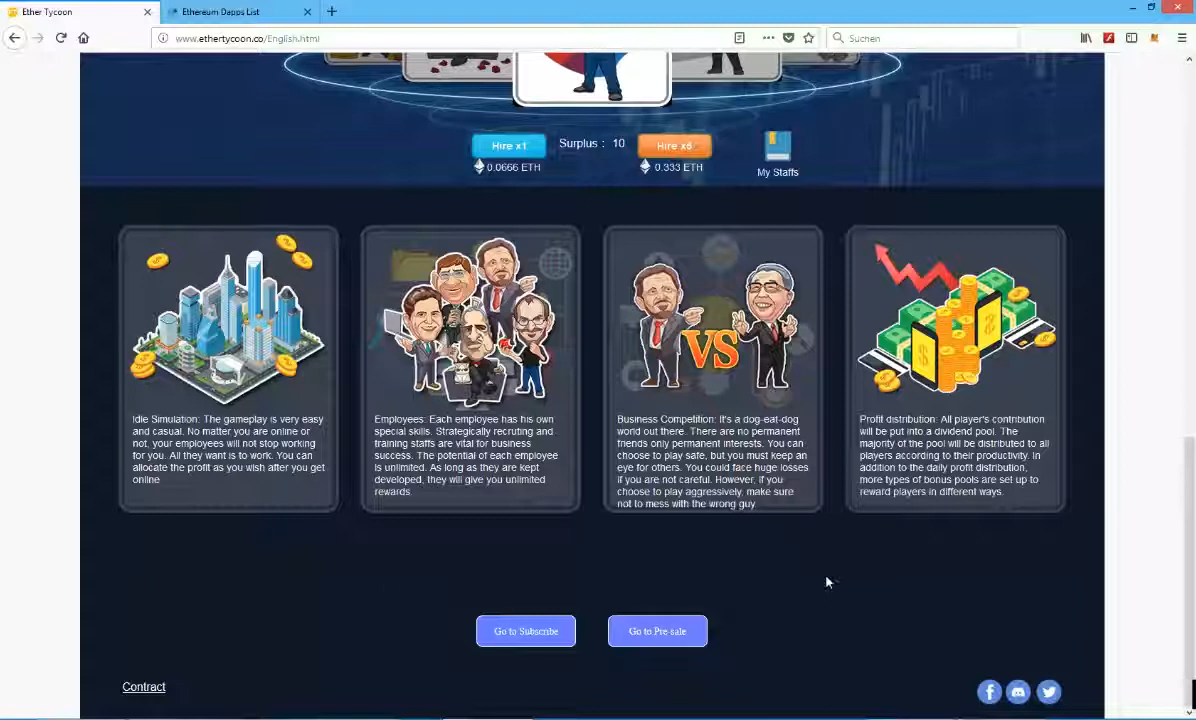 Ether Tycoon
Ethereum Dapps List
www.ethertycoon.co/English.html
Suchen
Hire x1
Surplus : 10
Hire x5
0.0666 ETH
0.333 ETH
My Staffs
VS
Idle Simulation: The gameplay is very easy
and casual. No matter you are online or
not, your employees will not stop working
for you. All they want is to work. You can
allocate the profit as you wish after you get
online
Employees: Each employee has his own
special skills. Strategically recruting and
training staffs are vital for business
success. The potential of each employee
is unlimited. As long as they are kept
developed, they will give you unlimited
rewards.
Business Competition: It's a dog-eat-dog
world out there. There are no permanent
friends only permanent interests. You can
choose to play safe, but you must keep an
eye for others. You could face huge losses
if you are not careful. However, if you
choose to play aggressively, make sure
not to mess with the wrong guy.
Profit distribution: All player's contribution
will be put into a dividend pool. The
majority of the pool will be distributed to all
players according to their productivity. In
addition to the daily profit distribution,
more types of bonus pools are set up to
reward players in different ways.
Go to Subscribe
Go to Pre-sale
Contract